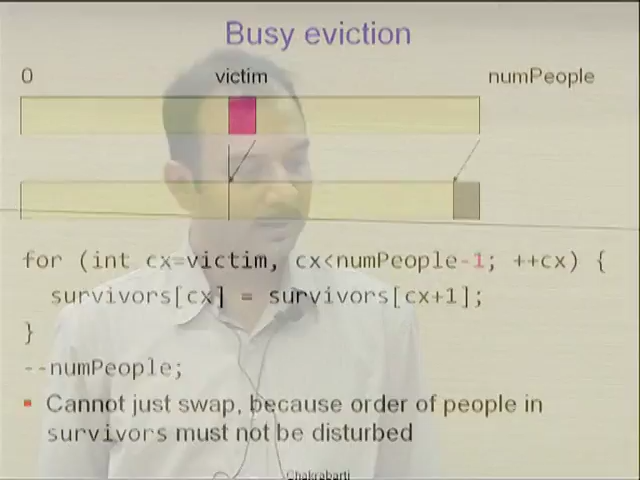 Busy eviction
0 victim numPeople
for (int cx=victim, cx<numPeople-1; ++cx) {
survivors[cx] = survivors[cx+1];
}
--numPeople;
Cannot just swap, because order of people in
survivors must not be disturbed
Chakrabarti